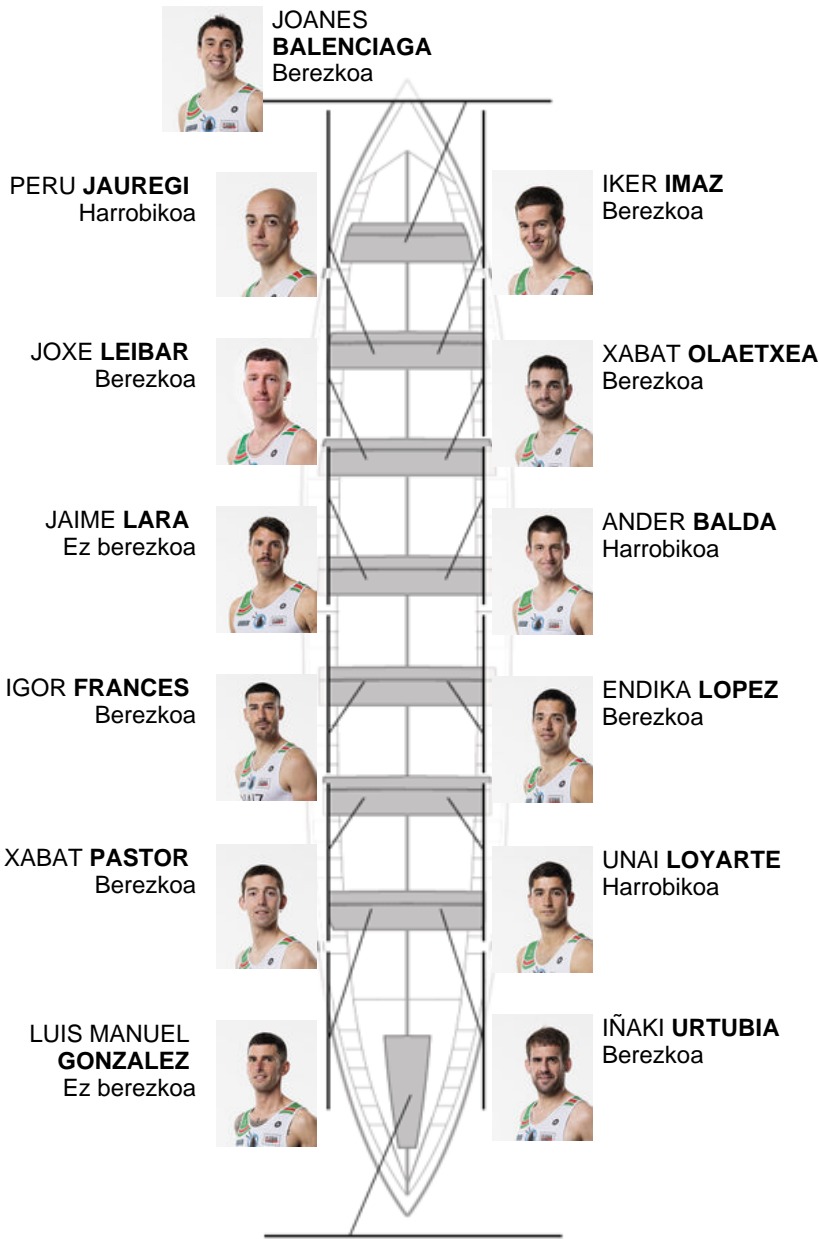 JOANES
BALENCIAGA
Berezkoa
PERU JAUREGI
Harrobikoa
IKER IMAZ
Berezkoa
JOXE LEIBAR
Berezkoa
XABAT OLAETXEA
Berezkoa
JAIME LARA
Ez berezkoa
ANDER BALDA
Harrobikoa
IGOR FRANCES
Berezkoa
ENDIKA LOPEZ
Berezkoa
XABAT PASTOR
Berezkoa
UNAI LOYARTE
Harrobikoa
LUIS MANUEL
GONZALEZ
Ez berezkoa
IÑAKI URTUBIA
Berezkoa